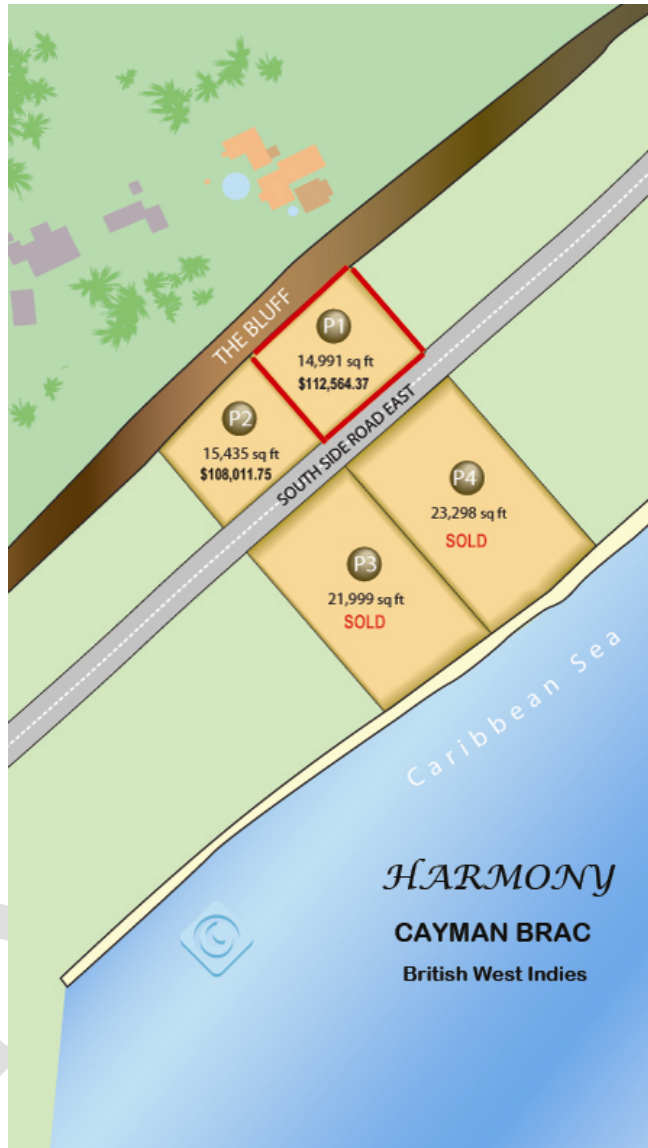 THE BLUFF
P1
14,991 sq ft
$112,564.37
P2
15,435 sq ft
$108,011.75
SOUTH SIDE ROAD EAST
P4
23,298 sq ft
SOLD
P3
21,999 sq ft
SOLD
Caribbean Sea
HARMONY
CAYMAN BRAC
British West Indies